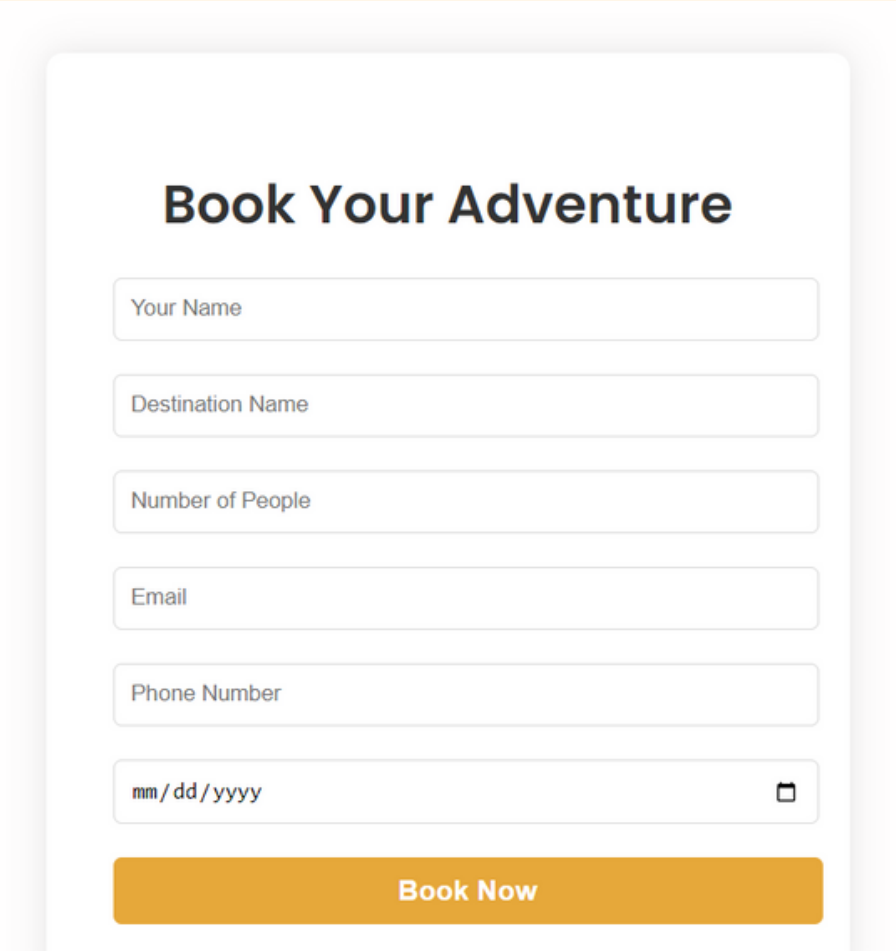 Book Your Adventure
Your Name
Destination Name
Number of People
Email
Phone Number
mm/dd/yyyy
Book Now